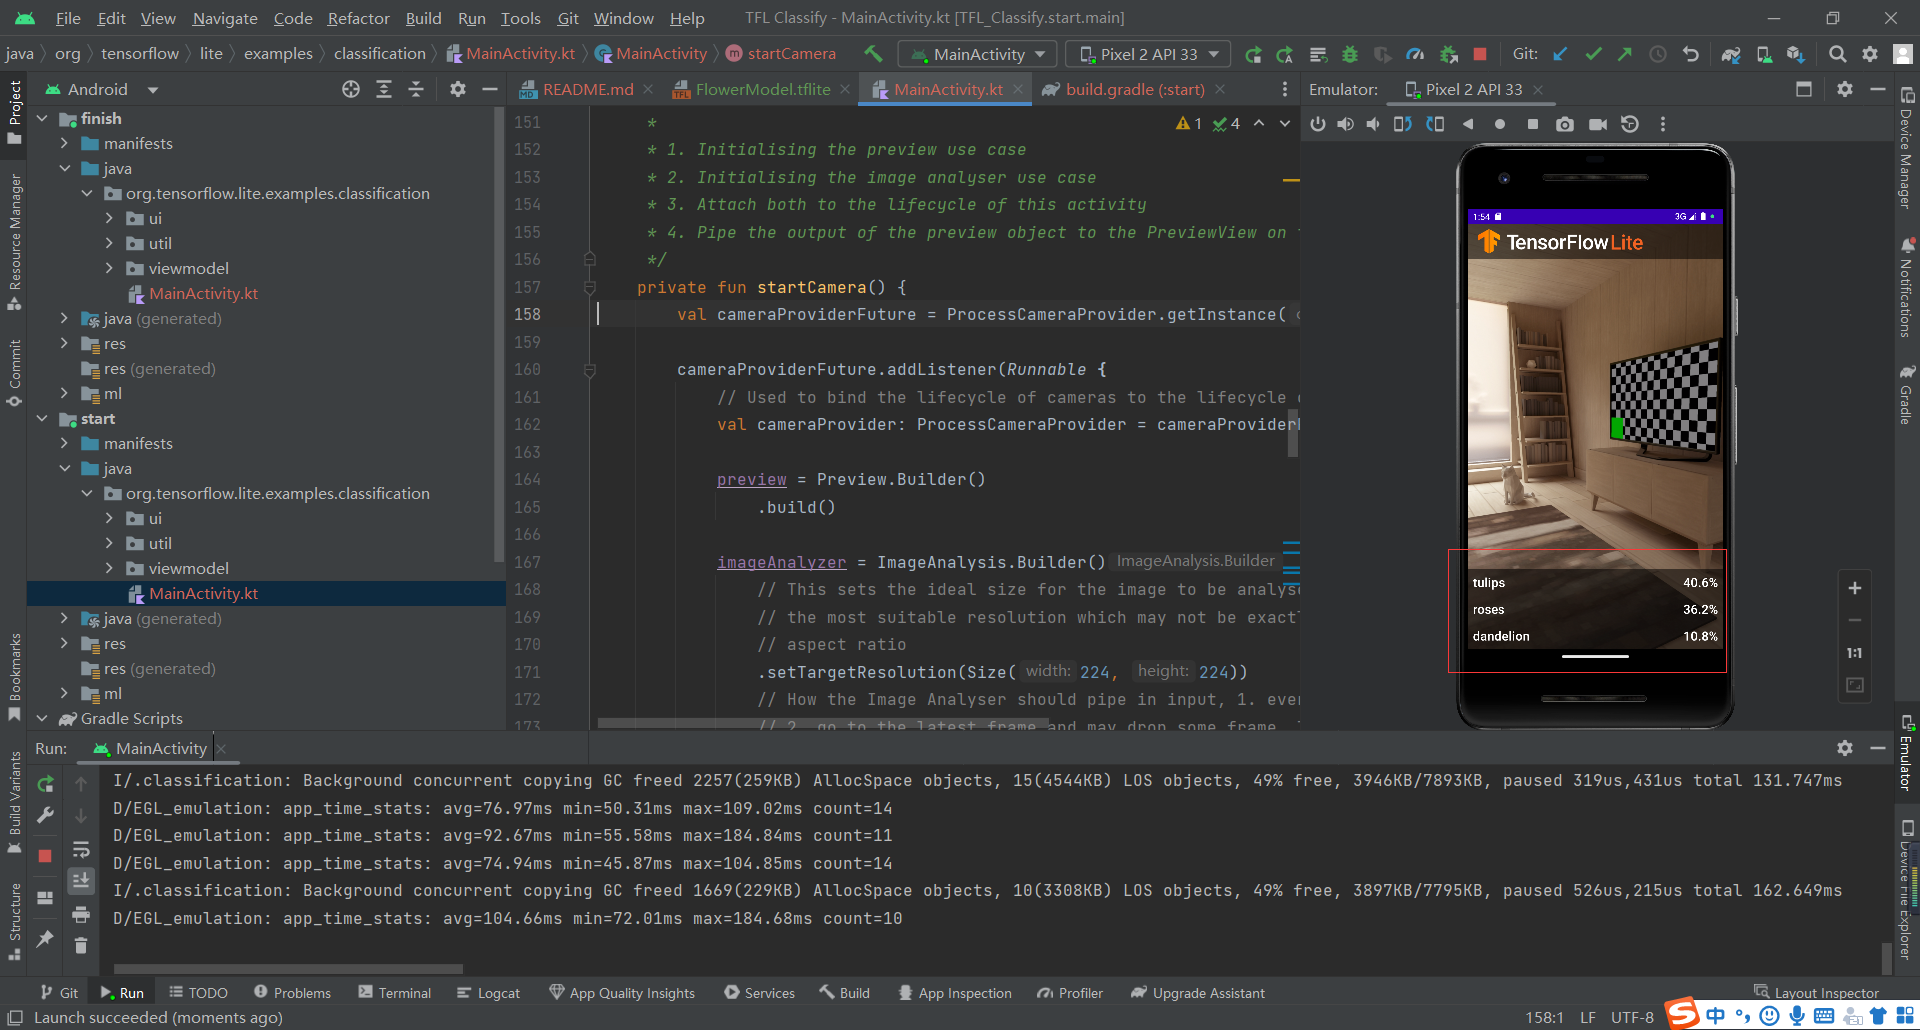 File Edit View Navigate Code Refactor Build Run Tools Git Window Help TFL Classify - MainActivity.kt [TFL_Classify.start.main]
java org tensorflow lite examples classification MainActivity.kt MainActivity startCamera MainActivity Pixel 2 API 33 Git:
Project
Resource Manager
Commit
Bookmarks
Build Variants
Structure
Android
finish
manifests
java
org.tensorflow.lite.examples.classification
ui
util
viewmodel
MainActivity.kt
java (generated)
res
res (generated)
ml
start
manifests
java
org.tensorflow.lite.examples.classification
ui
util
viewmodel
MainActivity.kt
java (generated)
res
res (generated)
ml
Gradle Scripts
README.md FlowerModel.tflite MainActivity.kt build.gradle (:start)
1 4
151 *
152 * 1. Initialising the preview use case
153 * 2. Initialising the image analyser use case
154 * 3. Attach both to the lifecycle of this activity
155 * 4. Pipe the output of the preview object to the PreviewView on
156 */
157 private fun startCamera() {
158 val cameraProviderFuture = ProcessCameraProvider.getInstance(
159
160 cameraProviderFuture.addListener(Runnable {
161 // Used to bind the lifecycle of cameras to the lifecycle
162 val cameraProvider: ProcessCameraProvider = cameraProvider
163
164 preview = Preview.Builder()
165 .build()
166
167 imageAnalyzer = ImageAnalysis.Builder() ImageAnalysis.Builder
168 // This sets the ideal size for the image to be analys
169 // the most suitable resolution which may not be exact
170 // aspect ratio
171 .setTargetResolution(Size( width: 224, height: 224))
172 // How the Image Analyser should pipe in input, 1. eve
173 // 2. go to the latest frame and may drop some frame.
Emulator: Pixel 2 API 33
1:54 3G
TensorFlow Lite
tulips 40.6%
roses 36.2%
dandelion 10.8%
1:1
Device Manager
Notifications
Gradle
Emulator
Device File Explorer
Run: MainActivity
I/.classification: Background concurrent copying GC freed 2257(259KB) AllocSpace objects, 15(4544KB) LOS objects, 49% free, 3946KB/7893KB, paused 319us,431us total 131.747ms
D/EGL_emulation: app_time_stats: avg=76.97ms min=50.31ms max=109.02ms count=14
D/EGL_emulation: app_time_stats: avg=92.67ms min=55.58ms max=184.84ms count=11
D/EGL_emulation: app_time_stats: avg=74.94ms min=45.87ms max=104.85ms count=14
I/.classification: Background concurrent copying GC freed 1669(229KB) AllocSpace objects, 10(3308KB) LOS objects, 49% free, 3897KB/7795KB, paused 526us,215us total 162.649ms
D/EGL_emulation: app_time_stats: avg=104.66ms min=72.01ms max=184.68ms count=10
Git Run TODO Problems Terminal Logcat App Quality Insights Services Build App Inspection Profiler Upgrade Assistant Layout Inspector
Launch succeeded (moments ago) 158:1 LF UTF-8 中